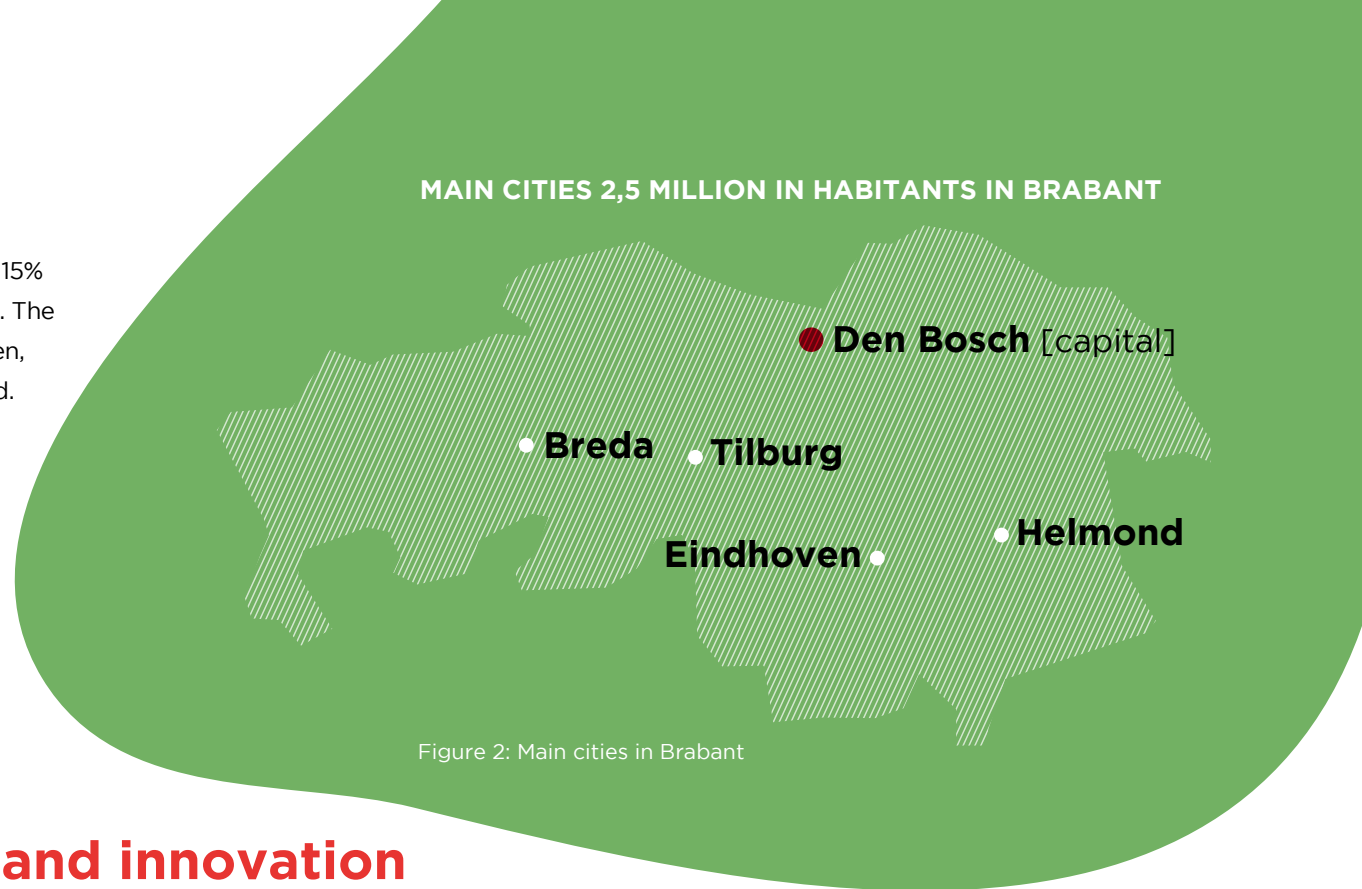 MAIN CITIES 2,5 MILLION IN HABITANTS IN BRABANT
15%
. The
en,
d.
Den Bosch [capital]
Breda
Tilburg
Helmond
Eindhoven
Figure 2: Main cities in Brabant
and innovation